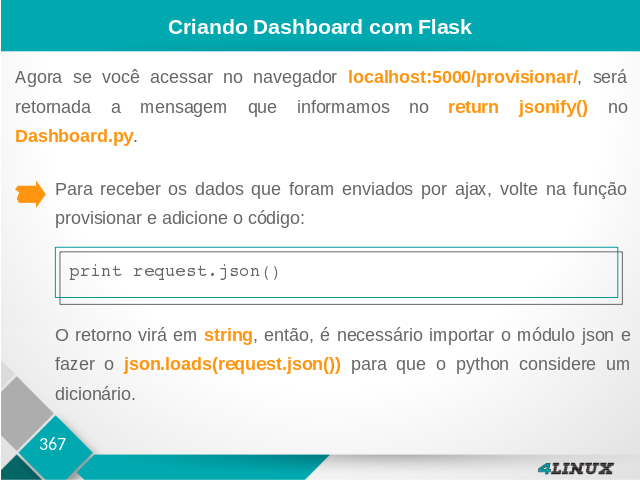 Criando Dashboard com Flask
Agora se você acessar no navegador localhost:5000/provisionar/, será
retornada a mensagem que informamos no return jsonify() no
Dashboard.py.
Para receber os dados que foram enviados por ajax, volte na função
provisionar e adicione o código:
print request.json()
O retorno virá em string, então, é necessário importar o módulo json e
fazer o json.loads(request.json()) para que o python considere um
dicionário.
367
4LINUX